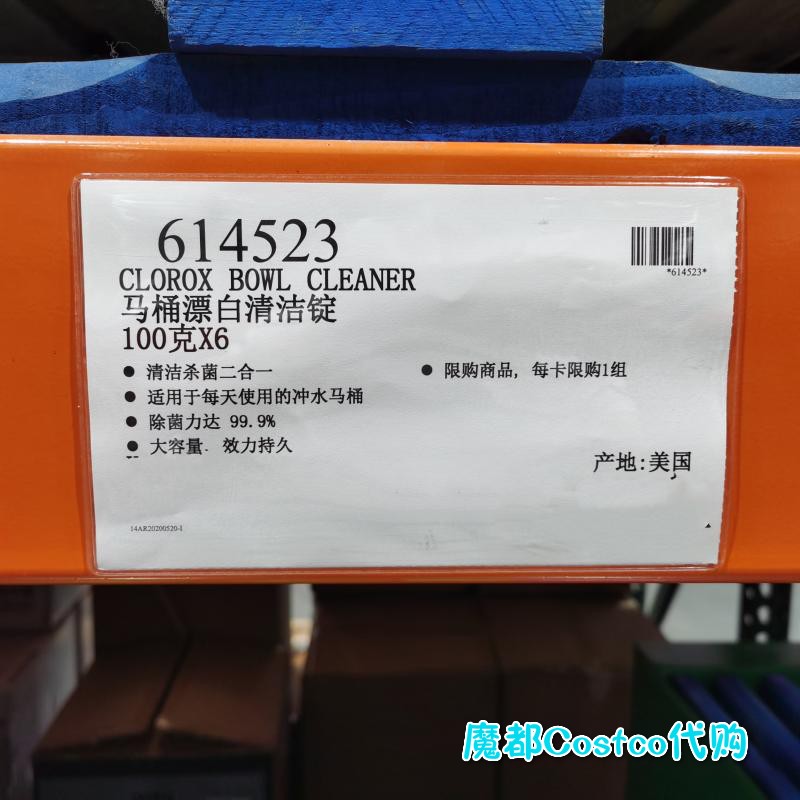 614523
*614523*
CLOROX BOWL CLEANER
马桶漂白清洁锭
100克X6
● 清洁杀菌二合一
● 限购商品, 每卡限购1组
● 适用于每天使用的冲水马桶
● 除菌力达 99.9%
● 大容量. 效力持久
产地:美国
14AR20200520-1
魔都Costco代购